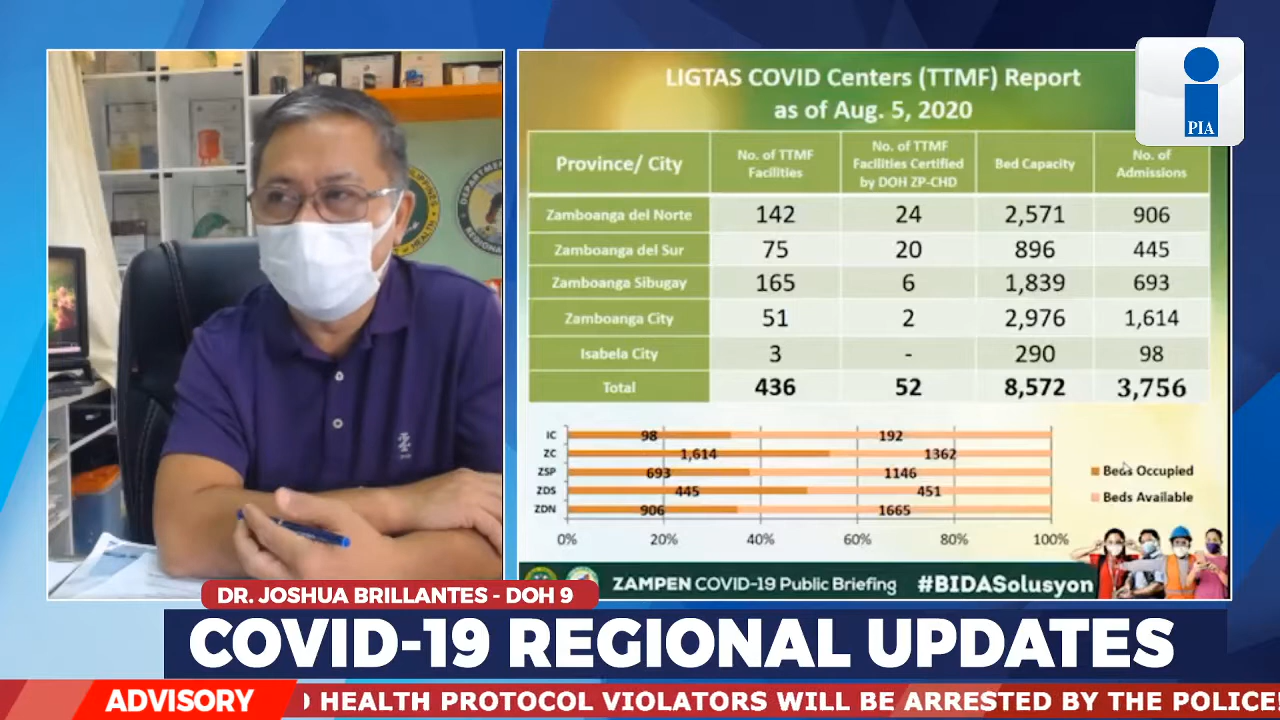 LIGTAS COVID Centers (TTMF) Report
as of Aug. 5, 2020
PIA
Province/ City
No. of TTMF
Facilities
No. of TTMF
Facilities Certified
by DOH ZP-CHD
Bed Capacity
No. of
Admissions
Zamboanga del Norte 142 24 2,571 906
Zamboanga del Sur 75 20 896 445
Zamboanga Sibugay 165 6 1,839 693
Zamboanga City 51 2 2,976 1,614
Isabela City 3 - 290 98
Total 436 52 8,572 3,756
IC 98 192
ZC 1,614 1362
ZSP 693 1146
ZDS 445 451
ZDN 906 1665
0% 20% 40% 60% 80% 100%
Beds Occupied
Beds Available
ZAMPEN COVID-19 Public Briefing #BIDASolusyon
DR. JOSHUA BRILLANTES - DOH 9
COVID-19 REGIONAL UPDATES
ADVISORY HEALTH PROTOCOL VIOLATORS WILL BE ARRESTED BY THE POLICE